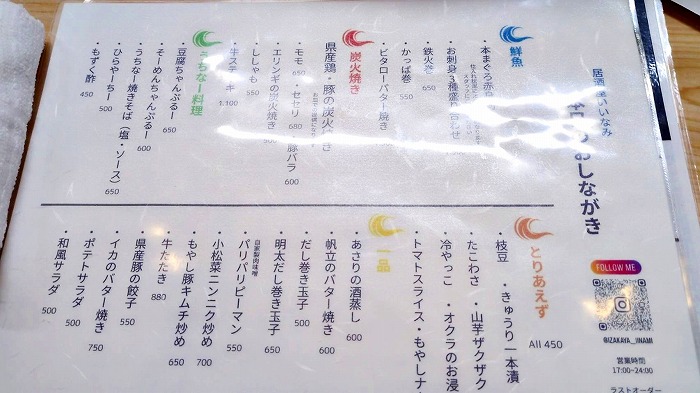 居酒屋いいなみ
おしながき
鮮魚
・本まぐろ赤身
・お刺身3種盛り合わせ
・鉄火巻 650
・かっぱ巻 550
・ビタローバター焼き
炭火焼き
県産鶏・豚の炭火焼き
・モモ 650
・セセリ 680
豚バラ 600
・エリンギの炭火焼き 500
・ししゃも 550
・牛ステーキ 1.100
うちなー料理
・豆腐ちゃんぷるー 650
・そーめんちゃんぷるー 600
・うちなー焼きそば(塩・ソース) 650
・ひらやーちー 500
・もずく酢 450
とりあえず
All 450
・枝豆 ・きゅうり一本漬
・たこわさ ・山芋ザクザク
・冷やっこ ・オクラのお浸
・トマトスライス・もやしナ
一品
・あさりの酒蒸し 600
・帆立のバター焼き 600
・だし巻き玉子 500
・明太だし巻き玉子 650
自家製肉味噌
・パリパリピーマン 550
・小松菜ニンニク炒め 700
・もやし豚キムチ炒め 650
・牛たたき 880
・県産豚の餃子 550
・イカのバター焼き 750
・ポテトサラダ 500
・和風サラダ 500
FOLLOW ME
@IZAKAYA__IINAMI
営業時間
17:00~24:00
ラストオーダー